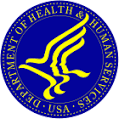 DEPARTMENT OF HEALTH & HUMAN SERVICES · USA